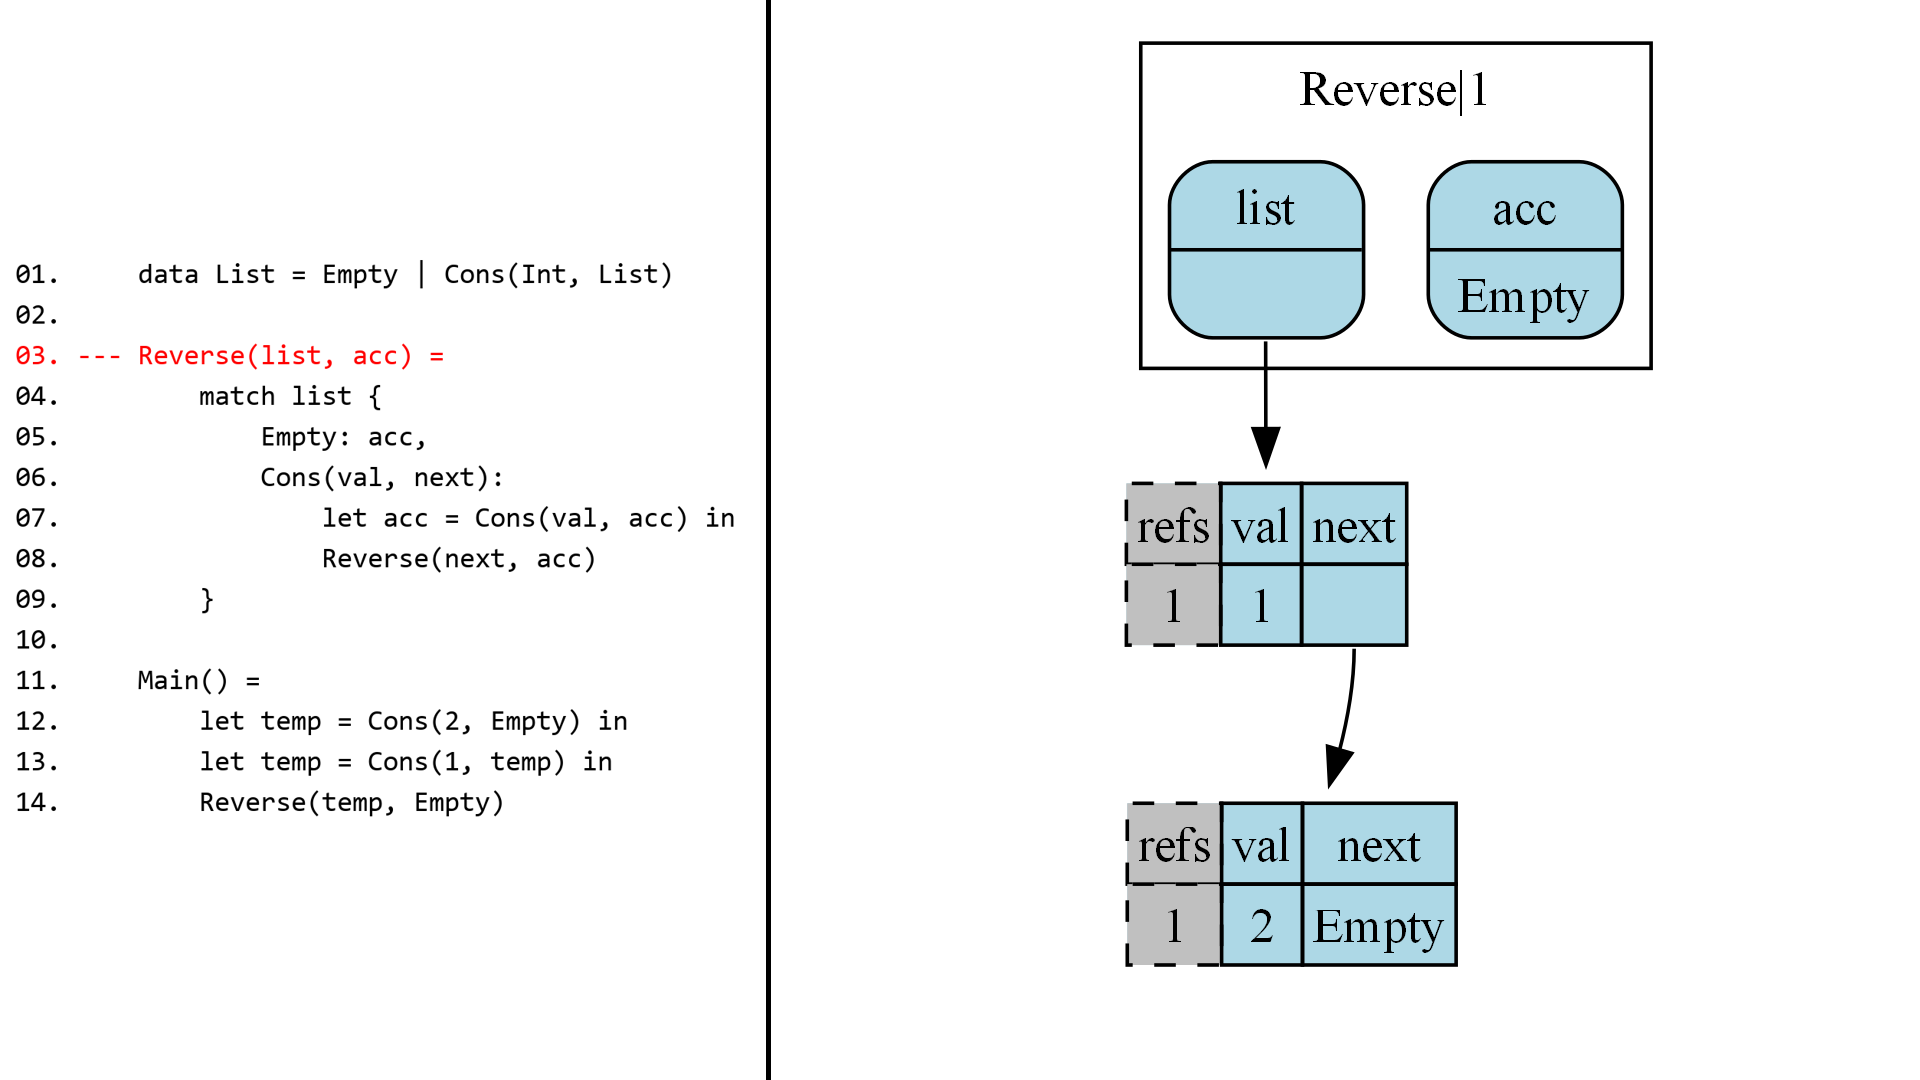 01.     data List = Empty | Cons(Int, List)
02.
03. --- Reverse(list, acc) =
04.         match list {
05.             Empty: acc,
06.             Cons(val, next):
07.                 let acc = Cons(val, acc) in
08.                 Reverse(next, acc)
09.         }
10.
11.     Main() =
12.         let temp = Cons(2, Empty) in
13.         let temp = Cons(1, temp) in
14.         Reverse(temp, Empty)
Reverse|1
list acc
Empty
refs val next
1 1
refs val next
1 2 Empty